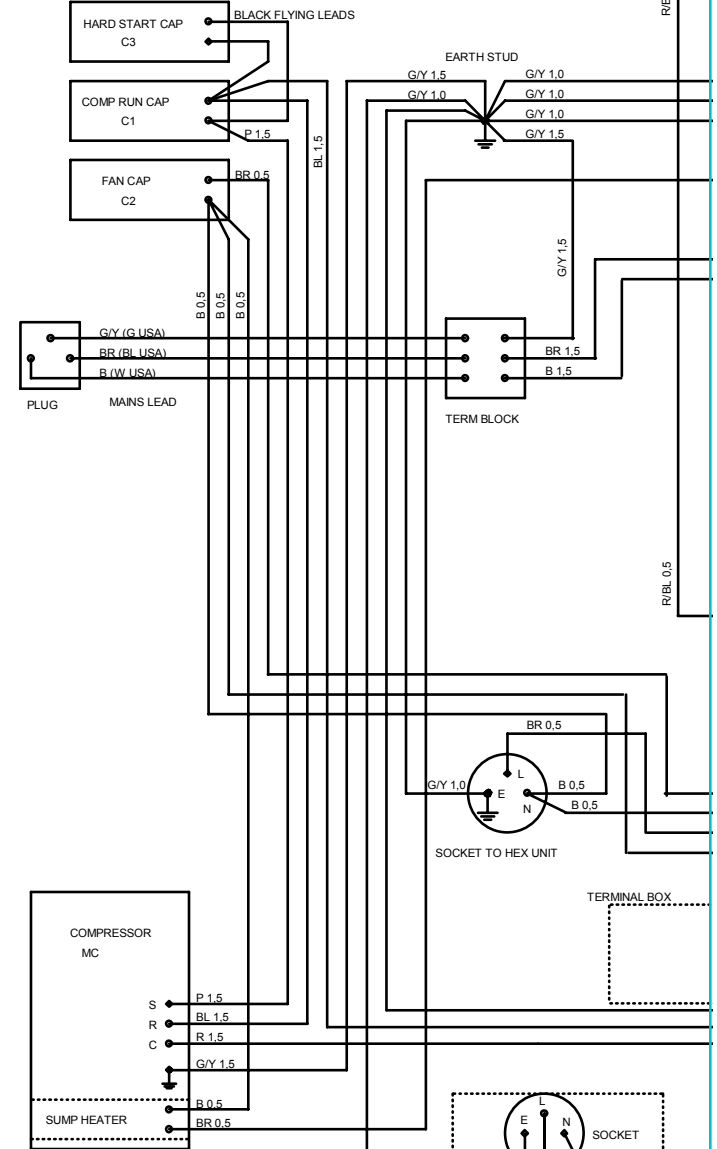 R/B
BLACK FLYING LEADS
HARD START CAP
C3
EARTH STUD
G/Y 1,5
G/Y 1,0
G/Y 1,0
G/Y 1,0
COMP RUN CAP
C1
G/Y 1,0
P 1,5
G/Y 1,5
BL 1,5
FAN CAP
C2
BR 0,5
G/Y 1,5
B 0,5
B 0,5
B 0,5
G/Y (G USA)
BR (BL USA)
B (W USA)
BR 1,5
B 1,5
PLUG
MAINS LEAD
TERM BLOCK
R/BL 0,5
BR 0,5
L
G/Y 1,0
E
B 0,5
N
B 0,5
SOCKET TO HEX UNIT
TERMINAL BOX
COMPRESSOR
MC
S
P 1,5
R
BL 1,5
C
R 1,5
G/Y 1,5
B 0,5
SUMP HEATER
BR 0,5
L
E
N
SOCKET